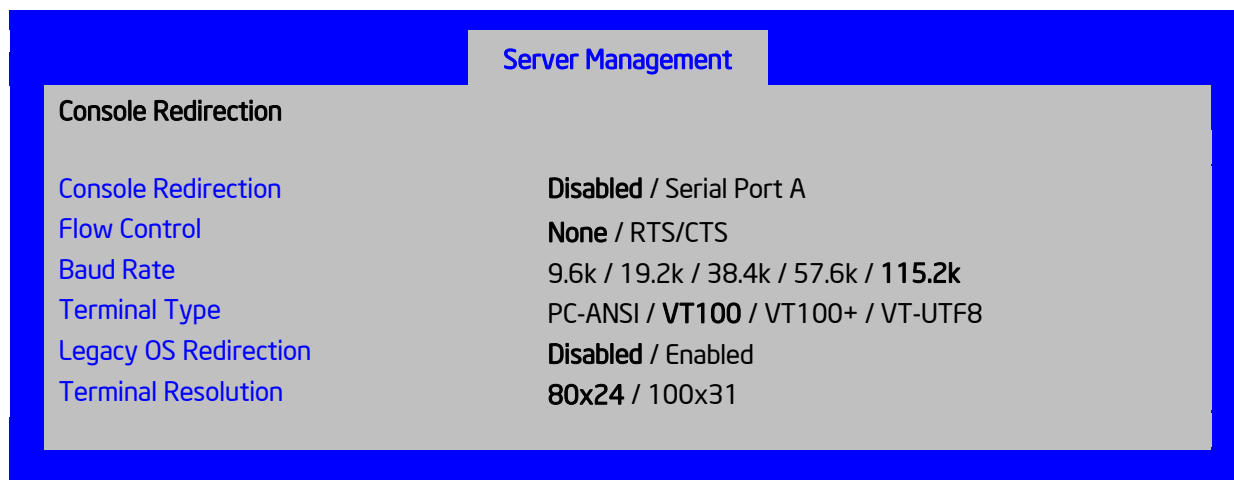 Server Management
Console Redirection
Console Redirection Disabled / Serial Port A
Flow Control None / RTS/CTS
Baud Rate 9.6k / 19.2k / 38.4k / 57.6k / 115.2k
Terminal Type PC-ANSI / VT100 / VT100+ / VT-UTF8
Legacy OS Redirection Disabled / Enabled
Terminal Resolution 80x24 / 100x31